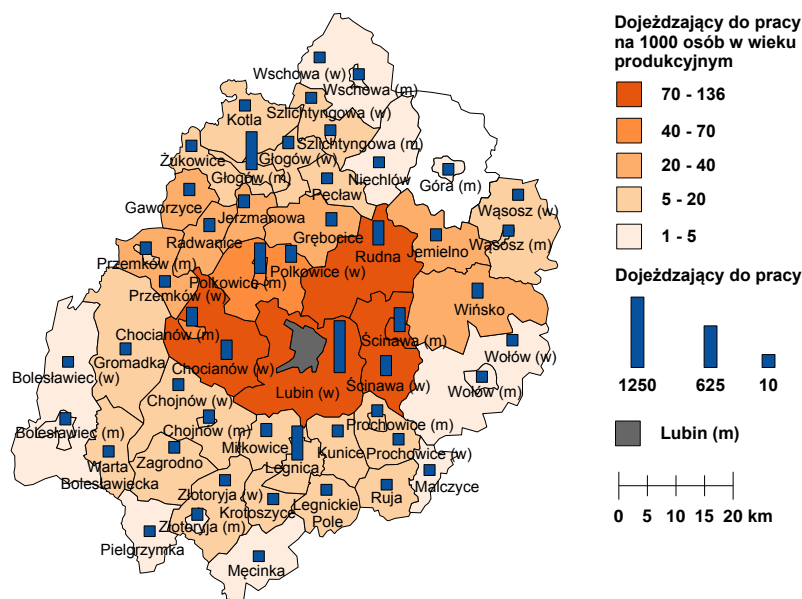 Dojeżdzający do pracy
na 1000 osób w wieku
produkcyjnym
70 - 136
40 - 70
20 - 40
5 - 20
1 - 5
Dojeżdzający do pracy
1250
625
10
Lubin (m)
0 5 10 15 20 km
Wschowa (w)
Wschowa (m)
Kotla
Szlichtyngowa (w)
Szlichtyngowa (m)
Żukowice
Głogów (w)
Głogów (m)
Niechlów
Góra (m)
Pęcław
Gaworzyce
Jerzmanowa
Wąsosz (w)
Radwanice
Grębocice
Rudna
Jemielno
Wąsosz (m)
Przemków (m)
Polkowice (w)
Polkowice (m)
Przemków (w)
Wińsko
Chocianów (m)
Ścinawa (m)
Gromadka
Chocianów (w)
Wołów (w)
Bolesławiec (w)
Lubin (w)
Ścinawa (w)
Wołów (m)
Chojnów (w)
Prochowice (m)
Bolesławiec (m)
Chojnów (m)
Miłkowice
Kunice
Prochowice (w)
Warta
Bolesławiecka
Zagrodno
Legnica
Złotoryja (w)
Krotoszyce
Legnickie
Pole
Ruja
Malczyce
Złotoryja (m)
Pielgrzymka
Męcinka